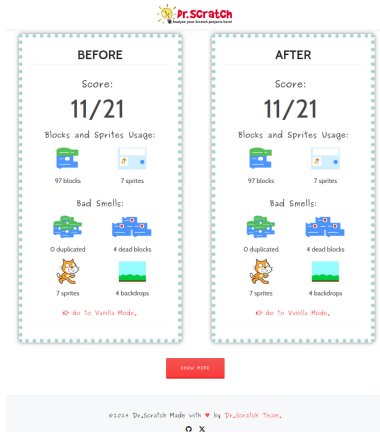 Dr.Scratch
Analyze your Scratch projects here!
BEFORE
Score:
11/21
Blocks and Sprites Usage:
97 blocks
7 sprites
Bad Smells:
0 duplicated
4 dead blocks
7 sprites
4 backdrops
Go to Vanilla Mode.
AFTER
Score:
11/21
Blocks and Sprites Usage:
97 blocks
7 sprites
Bad Smells:
0 duplicated
4 dead blocks
7 sprites
4 backdrops
Go to Vanilla Mode.
SHOW MORE
©2024 Dr.Scratch Made with ♥ by Dr.Scratch Team.